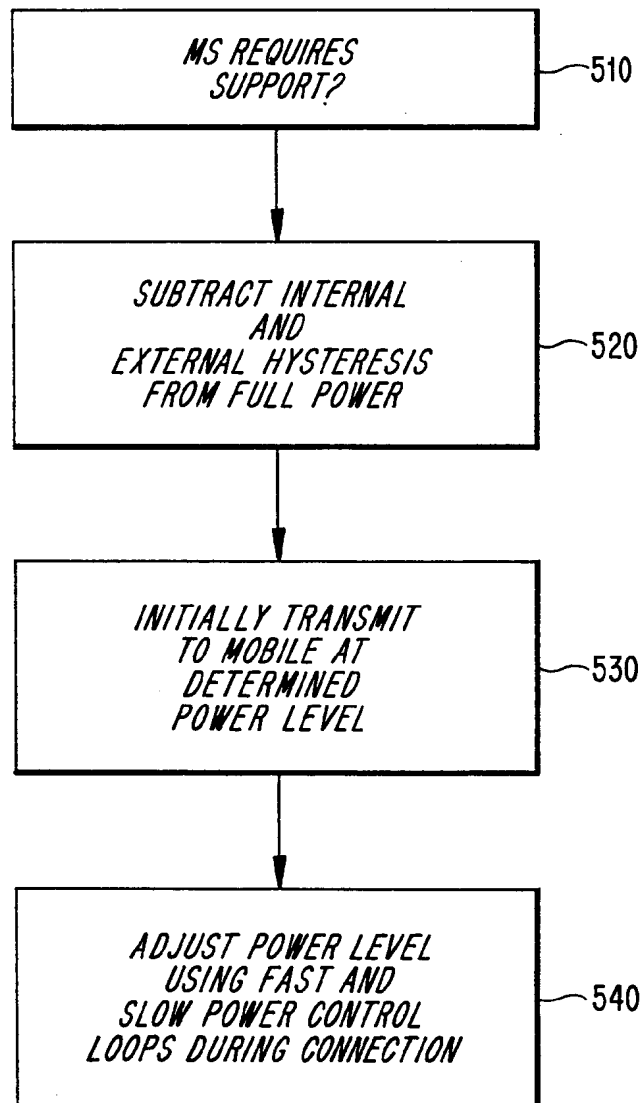 MS REQUIRES
SUPPORT?
510
SUBTRACT INTERNAL
AND
EXTERNAL HYSTERESIS
FROM FULL POWER
520
INITIALLY TRANSMIT
TO MOBILE AT
DETERMINED
POWER LEVEL
530
ADJUST POWER LEVEL
USING FAST AND
SLOW POWER CONTROL
LOOPS DURING CONNECTION
540